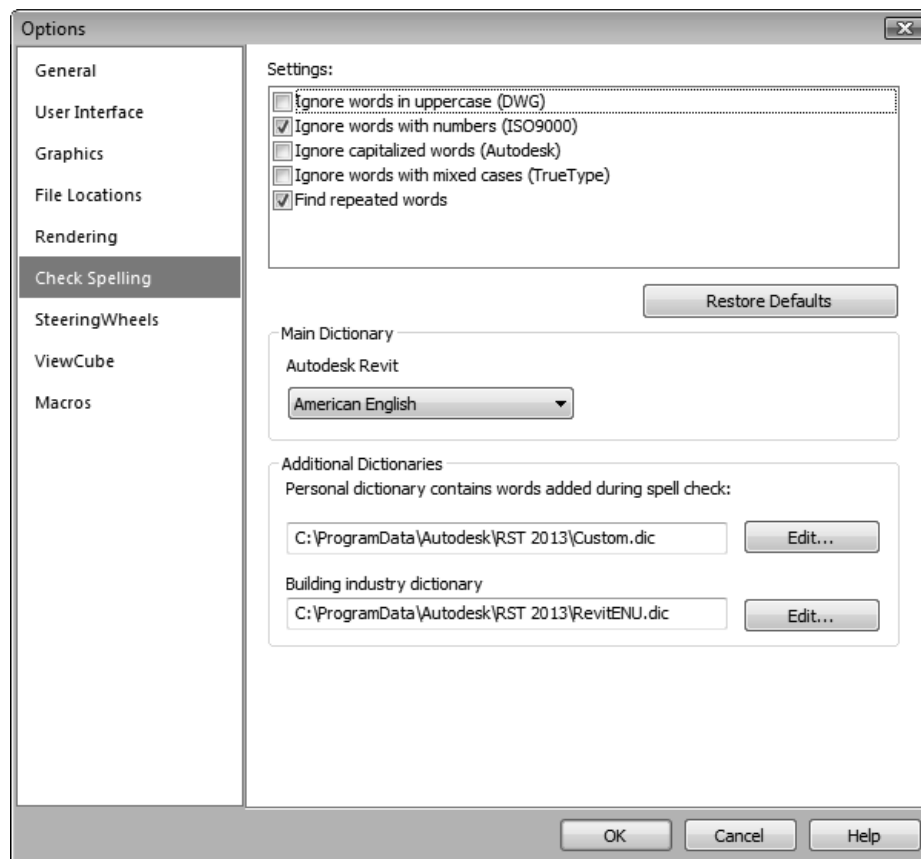 Options
General
User Interface
Graphics
File Locations
Rendering
Check Spelling
SteeringWheels
ViewCube
Macros
Settings:
Ignore words in uppercase (DWG)
Ignore words with numbers (ISO9000)
Ignore capitalized words (Autodesk)
Ignore words with mixed cases (TrueType)
Find repeated words
Restore Defaults
Main Dictionary
Autodesk Revit
American English
Additional Dictionaries
Personal dictionary contains words added during spell check:
C:\ProgramData\Autodesk\RST 2013\Custom.dic
Edit...
Building industry dictionary
C:\ProgramData\Autodesk\RST 2013\RevitENU.dic
Edit...
OK
Cancel
Help